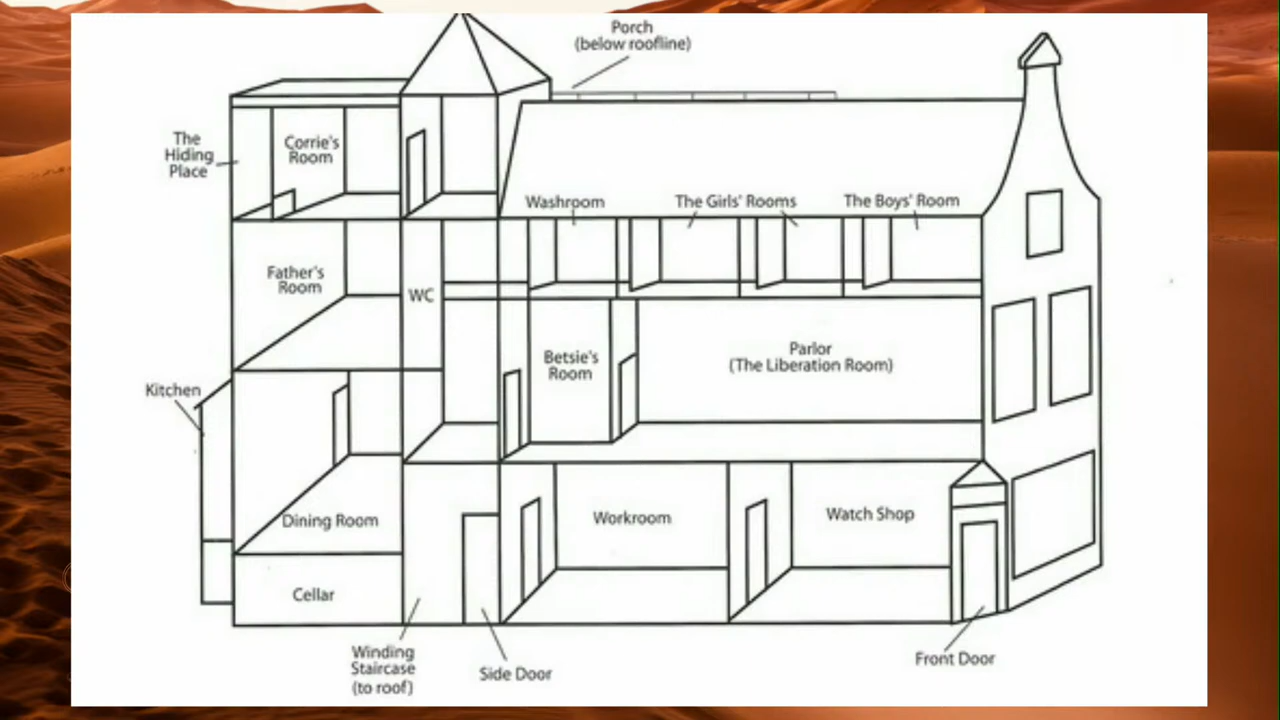 Porch
(below roofline)
The
Hiding
Place
Corrie's
Room
Washroom
The Girls' Rooms
The Boys' Room
Father's
Room
WC
Betsie's
Room
Parlor
(The Liberation Room)
Kitchen
Dining Room
Workroom
Watch Shop
Cellar
Winding
Staircase
(to roof)
Side Door
Front Door